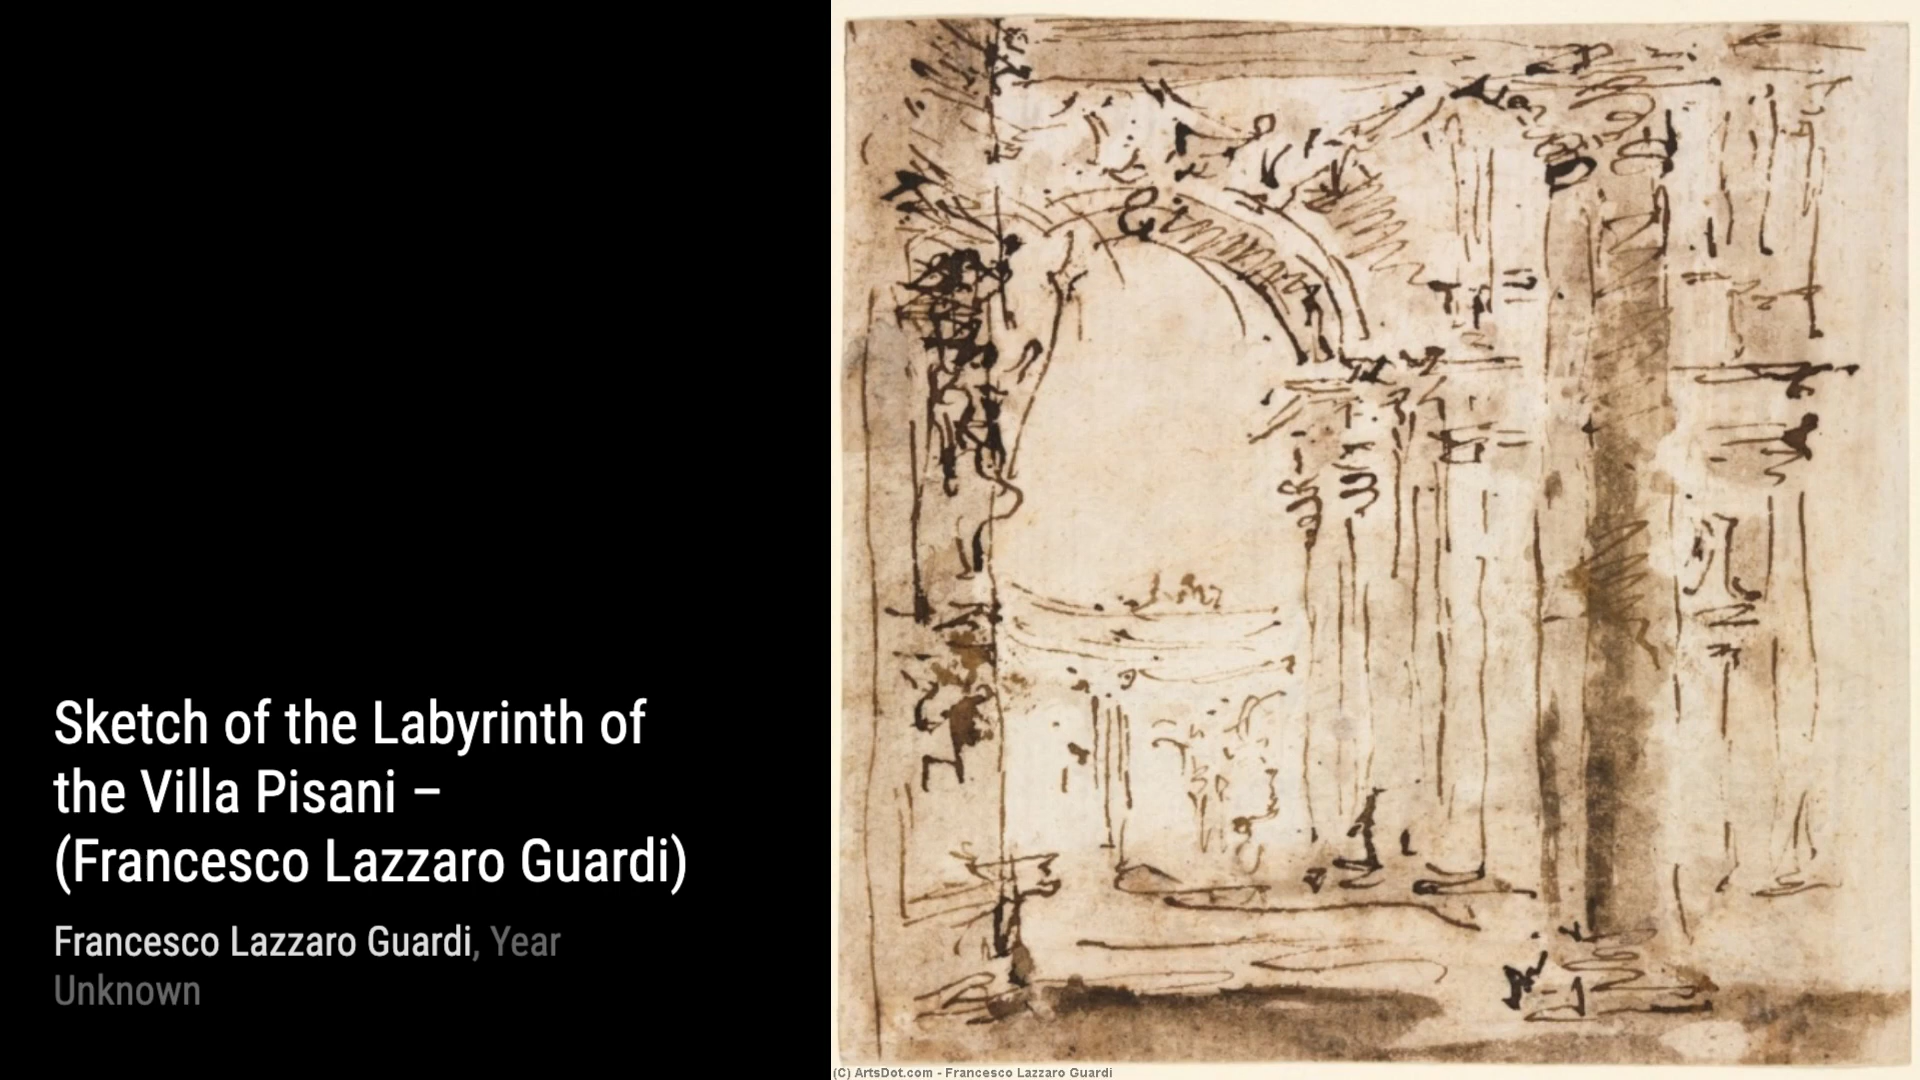 Sketch of the Labyrinth of
the Villa Pisani –
(Francesco Lazzaro Guardi)
Francesco Lazzaro Guardi, Year
Unknown
(C) ArtsDot.com - Francesco Lazzaro Guardi